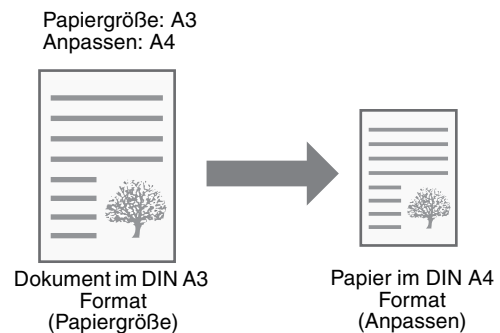 Papiergröße: A3
Anpassen: A4
Dokument im DIN A3
Format
(Papiergröße)
Papier im DIN A4
Format
(Anpassen)